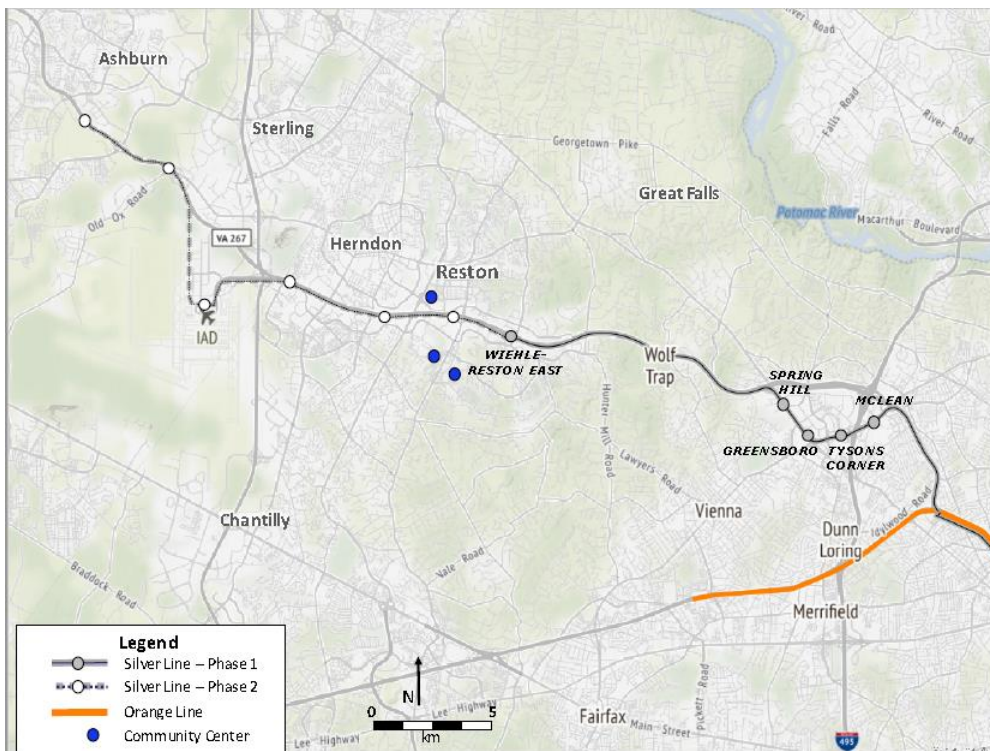 Ashburn
Sterling
Georgetown Pike
Falls Road
River Road
Great Falls
Potomac River
Macarthur Boulevard
Old Ox Road
VA 267
Herndon
Reston
IAD
WIEHLE-
RESTON EAST
Wolf
Trap
SPRING
HILL
MCLEAN
GREENSBORO
TYSONS
CORNER
Hunter Mill Road
Lawyers Road
Vienna
Idylwood Road
Dunn
Loring
Chantilly
Vale Road
Braddock Road
Merrifield
Pickett Road
Fairfax
Main Street
Lee Highway
Lee Highway
495
N
0
5
km
Legend
Silver Line – Phase 1
Silver Line – Phase 2
Orange Line
Community Center